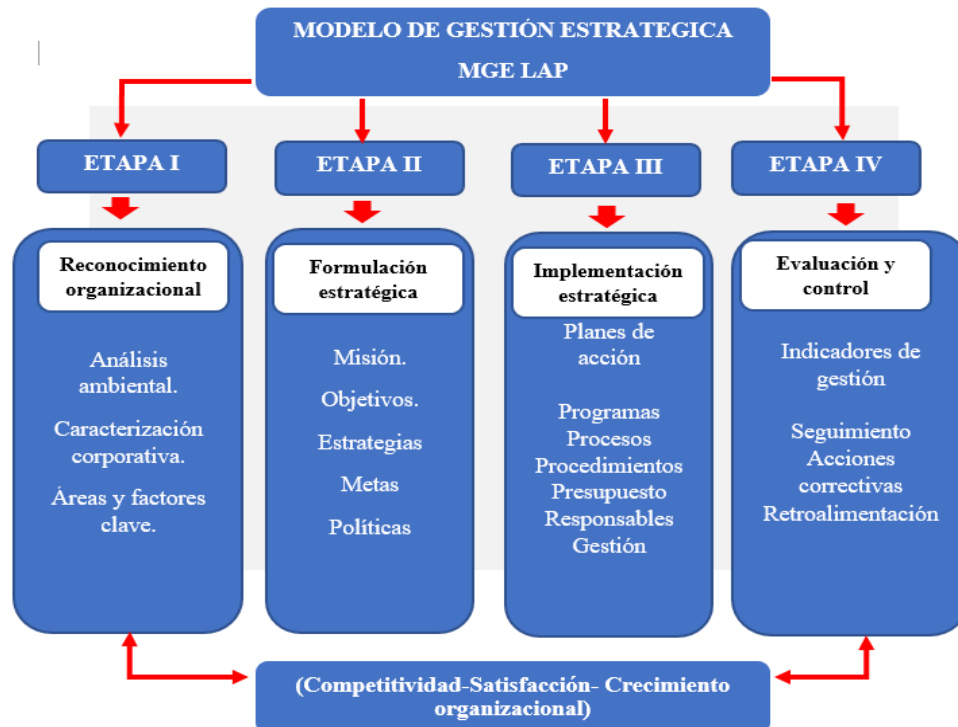 MODELO DE GESTIÓN ESTRATEGICA
MGE LAP
ETAPA I
ETAPA II
ETAPA III
ETAPA IV
Reconocimiento
organizacional
Análisis
ambiental.
Caracterización
corporativa.
Áreas y factores
clave.
Formulación
estratégica
Misión.
Objetivos.
Estrategias
Metas
Políticas
Implementación
estratégica
Planes de
acción
Programas
Procesos
Procedimientos
Presupuesto
Responsables
Gestión
Evaluación y
control
Indicadores de
gestión
Seguimiento
Acciones
correctivas
Retroalimentación
(Competitividad-Satisfacción- Crecimiento
organizacional)